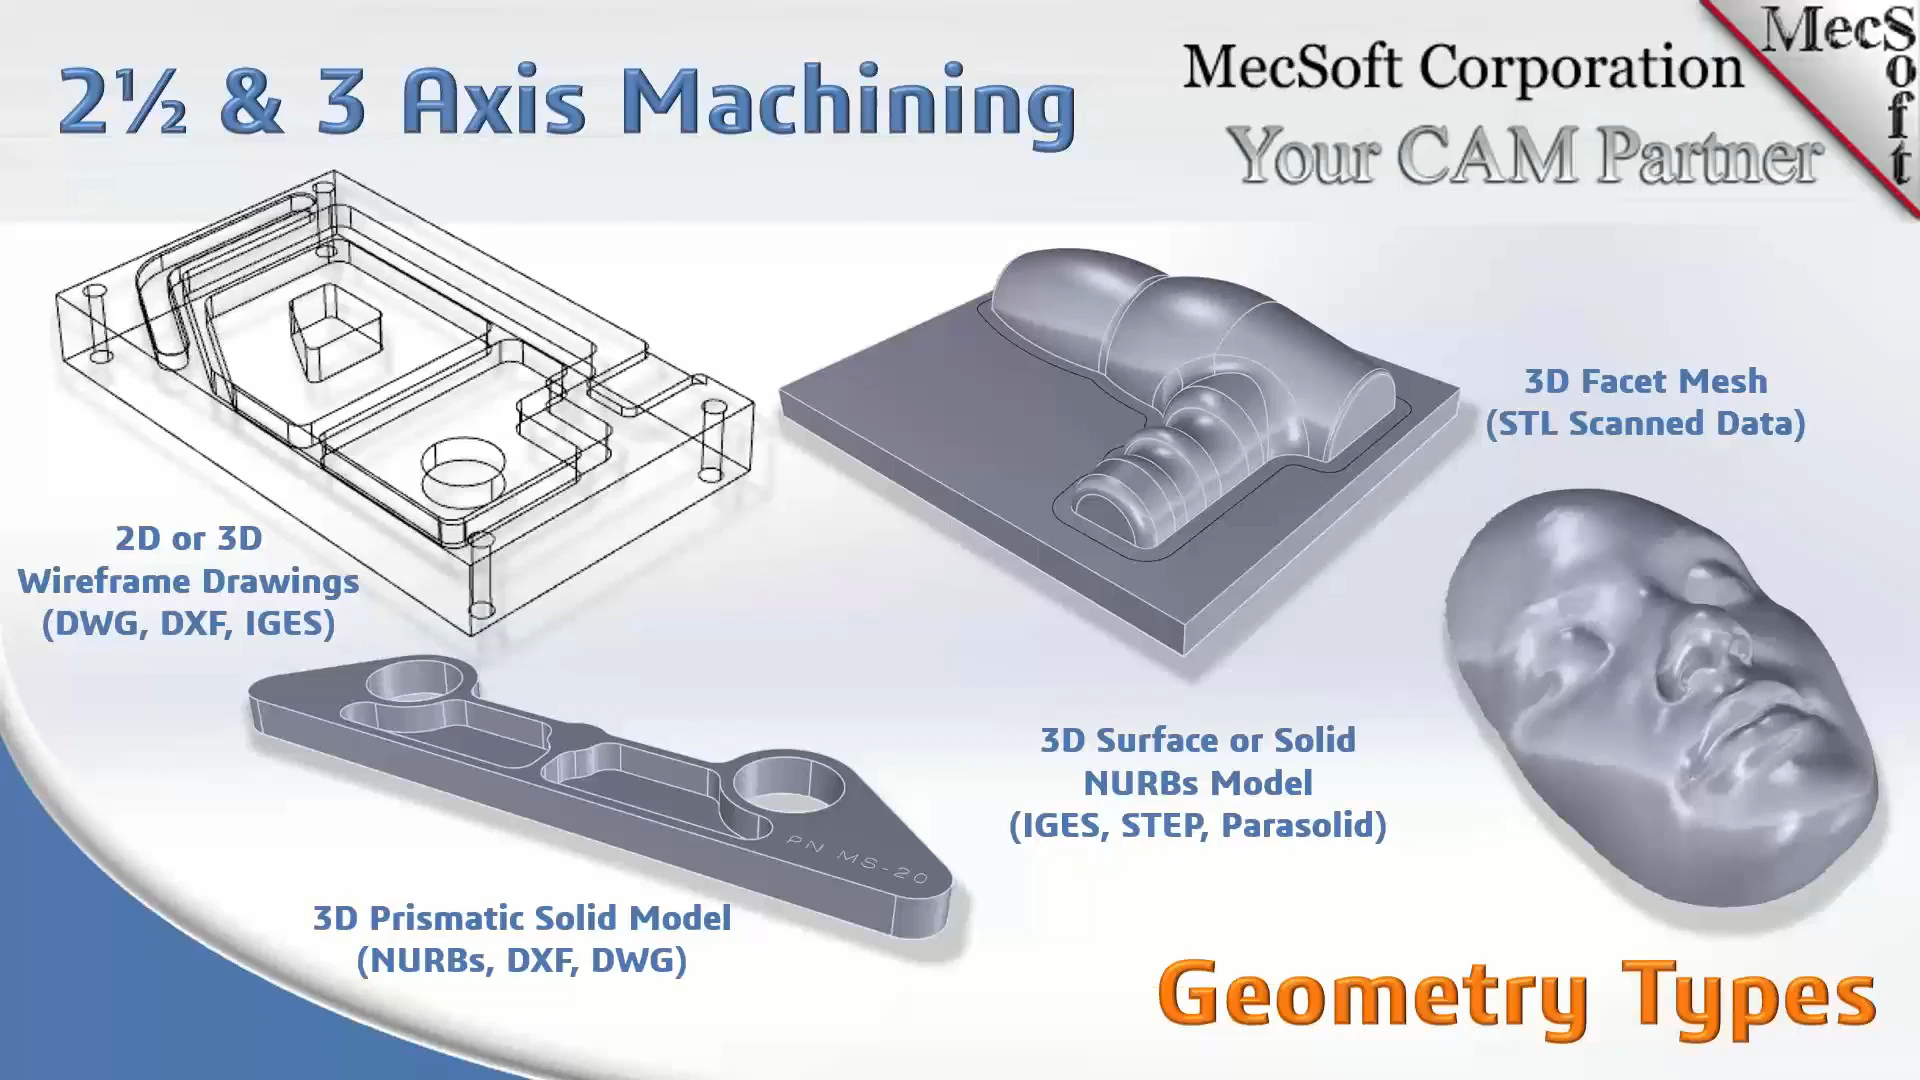 2½ & 3 Axis Machining
MecSoft Corporation
Your CAM Partner
MecSoft
3D Facet Mesh
(STL Scanned Data)
2D or 3D
Wireframe Drawings
(DWG, DXF, IGES)
3D Surface or Solid
NURBs Model
(IGES, STEP, Parasolid)
PN MS-20
3D Prismatic Solid Model
(NURBs, DXF, DWG)
Geometry Types